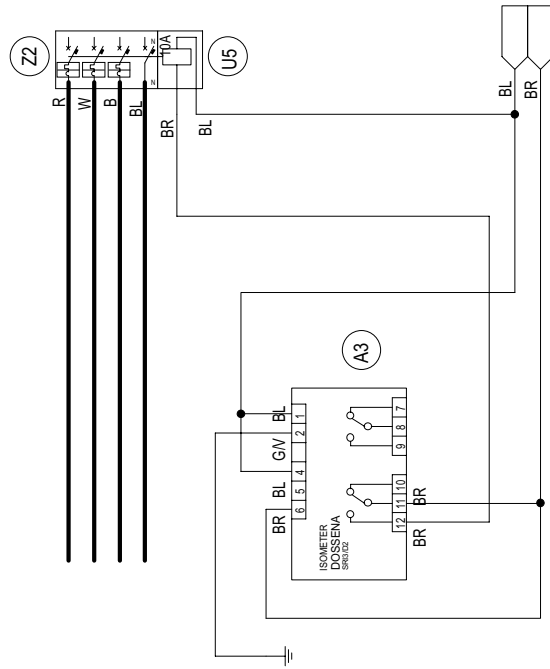 Z2
U5
N
N
10A
R
W
B
BL
BR
BL
BL
BR
A3
BL
G/V
BL
BR
1
2
4
5
6
7
8
9
10
11
12
BR
BR
ISOMETER
DOSSENA
SRI3/D2